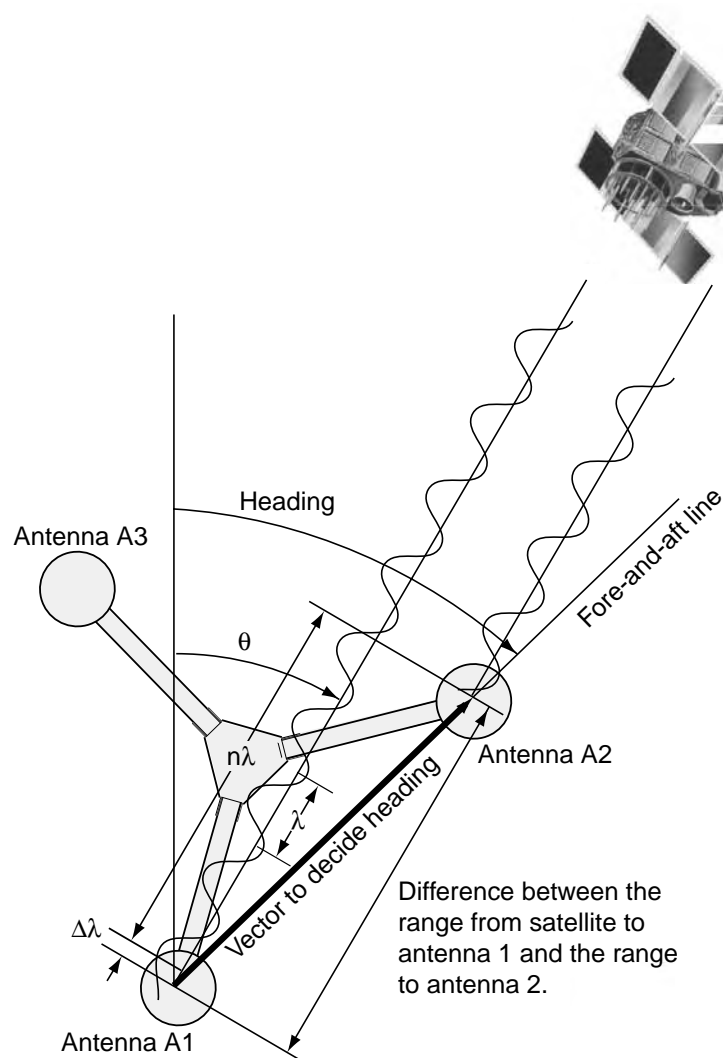 Heading
Antenna A3
Fore-and-aft line
θ
nλ
Antenna A2
λ
Vector to decide heading
Difference between the
range from satellite to
antenna 1 and the range
to antenna 2.
Δλ
Antenna A1